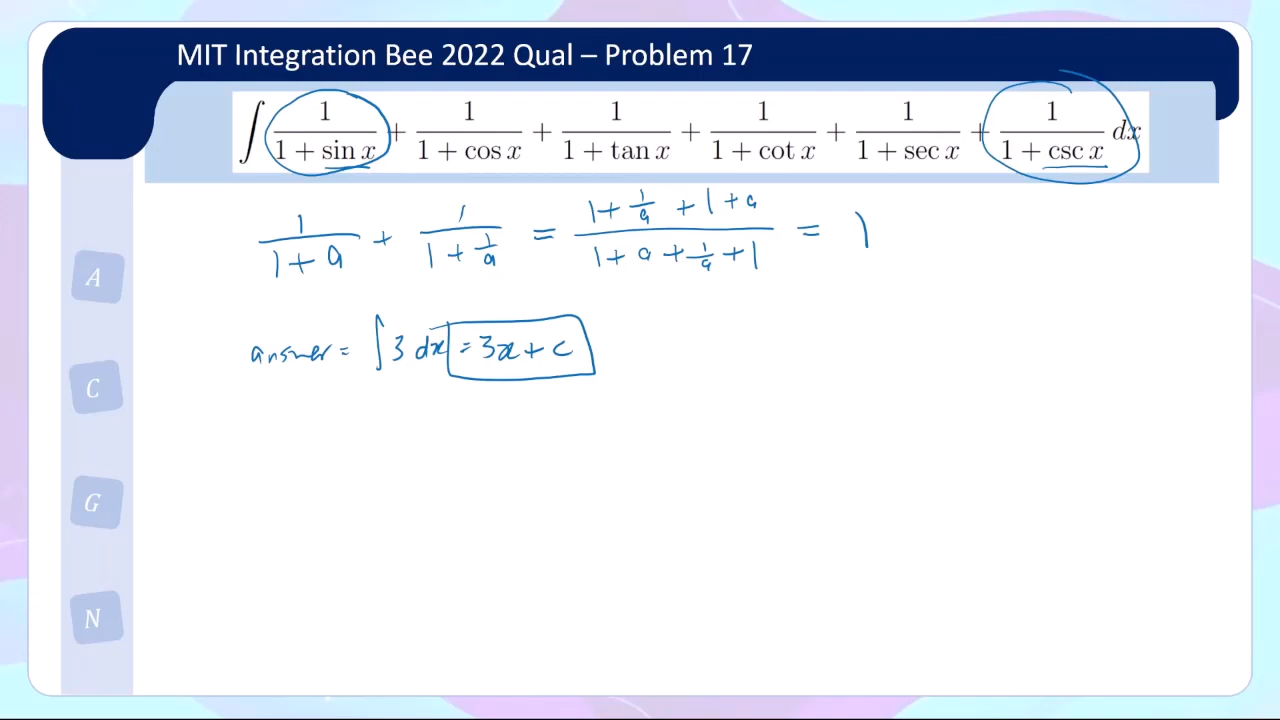 MIT Integration Bee 2022 Qual – Problem 17
∫ 1/(1 + sin x) + 1/(1 + cos x) + 1/(1 + tan x) + 1/(1 + cot x) + 1/(1 + sec x) + 1/(1 + csc x) dx
1/(1 + a) + 1/(1 + 1/a) = (1 + 1/a + 1 + a)/(1 + a + 1/a + 1) = 1
A
answer = ∫ 3 dx = 3x + c
C
G
N